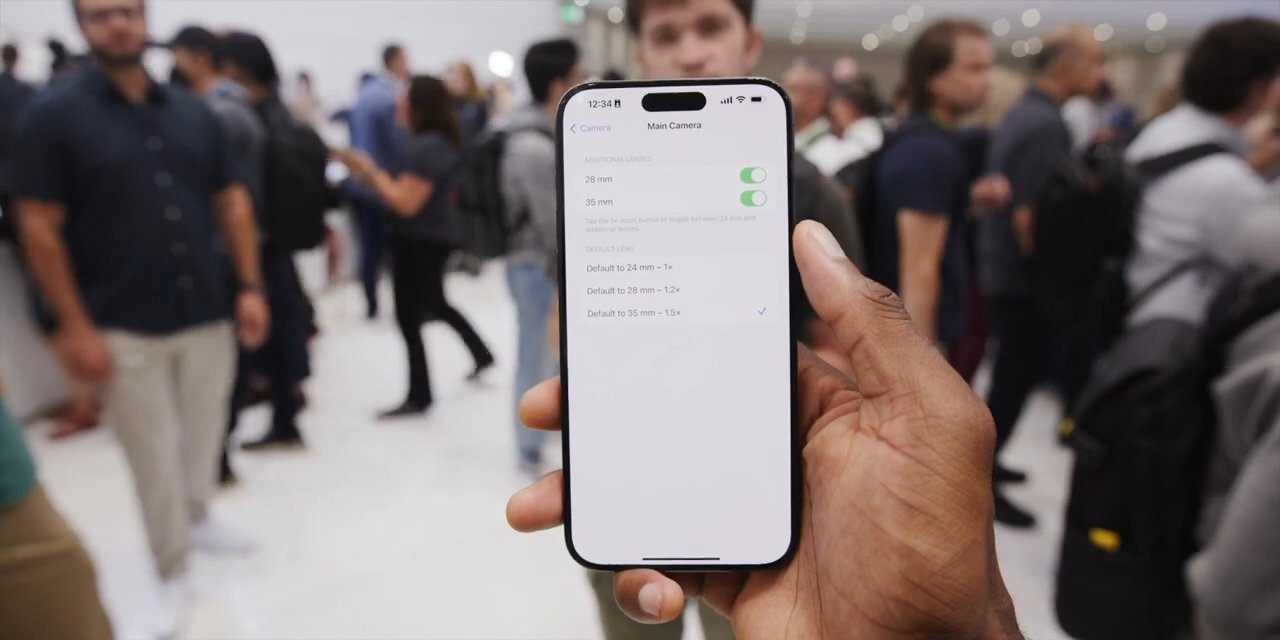 12:34
Camera
Main Camera
ADDITIONAL LENSES
28 mm
35 mm
Tap the 1x zoom button to toggle between 24 mm and
additional lenses.
DEFAULT LENS
Default to 24 mm – 1×
Default to 28 mm – 1.2×
Default to 35 mm – 1.5×